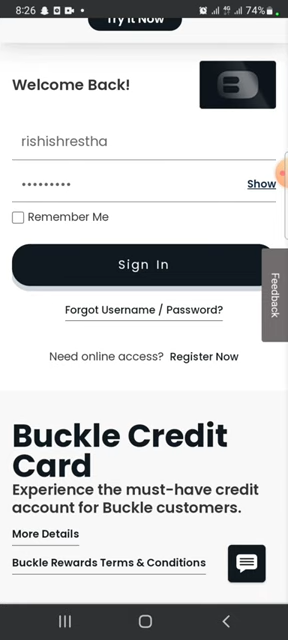 8:26
4G
74%
Try It Now
Welcome Back!
B
rishishrestha
•••••••••
Show
Remember Me
Sign In
Feedback
Forgot Username / Password?
Need online access? Register Now
Buckle Credit
Card
Experience the must-have credit
account for Buckle customers.
More Details
Buckle Rewards Terms & Conditions